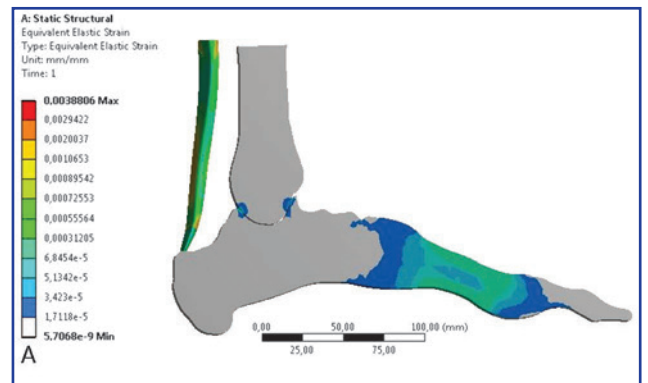 A: Static Structural
Equivalent Elastic Strain
Type: Equivalent Elastic Strain
Unit: mm/mm
Time: 1
0,0038806 Max
0,0029422
0,0020037
0,0010653
0,00089542
0,00072553
0,00055564
0,00031205
6,8454e-5
5,1342e-5
3,423e-5
1,7118e-5
5.7068e-9 Min
A
0,00 50,00 100,00 (mm)
25,00 75,00